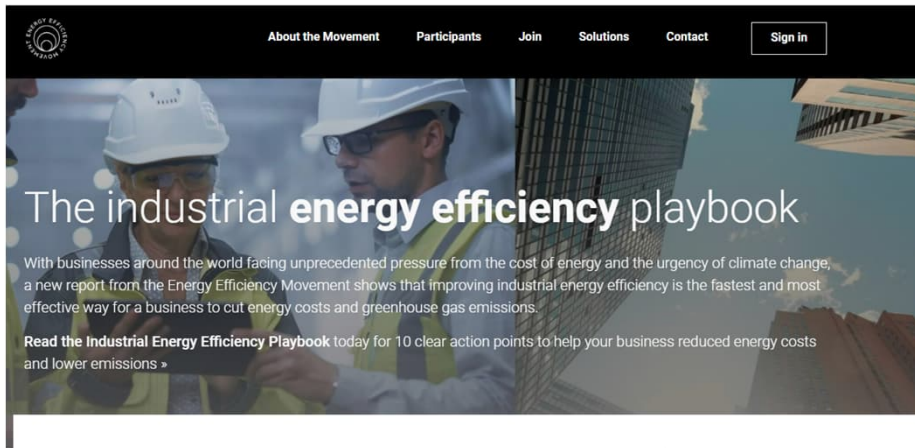 ENERGY EFFICIENCY MOVEMENT
About the Movement Participants Join Solutions Contact Sign in
The industrial energy efficiency playbook
With businesses around the world facing unprecedented pressure from the cost of energy and the urgency of climate change,
a new report from the Energy Efficiency Movement shows that improving industrial energy efficiency is the fastest and most
effective way for a business to cut energy costs and greenhouse gas emissions.
Read the Industrial Energy Efficiency Playbook today for 10 clear action points to help your business reduced energy costs
and lower emissions »